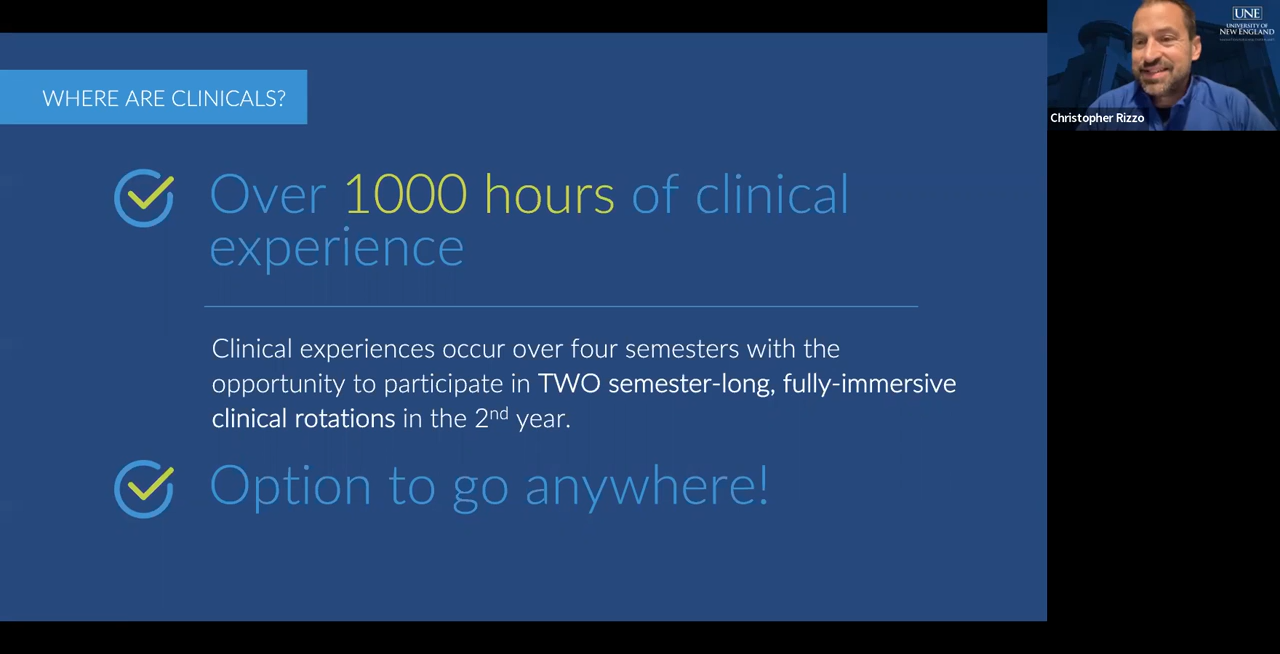 WHERE ARE CLINICALS?
Over 1000 hours of clinical
experience
Clinical experiences occur over four semesters with the
opportunity to participate in TWO semester-long, fully-immersive
clinical rotations in the 2nd year.
Option to go anywhere!
UNE
UNIVERSITY OF
NEW ENGLAND
Christopher Rizzo